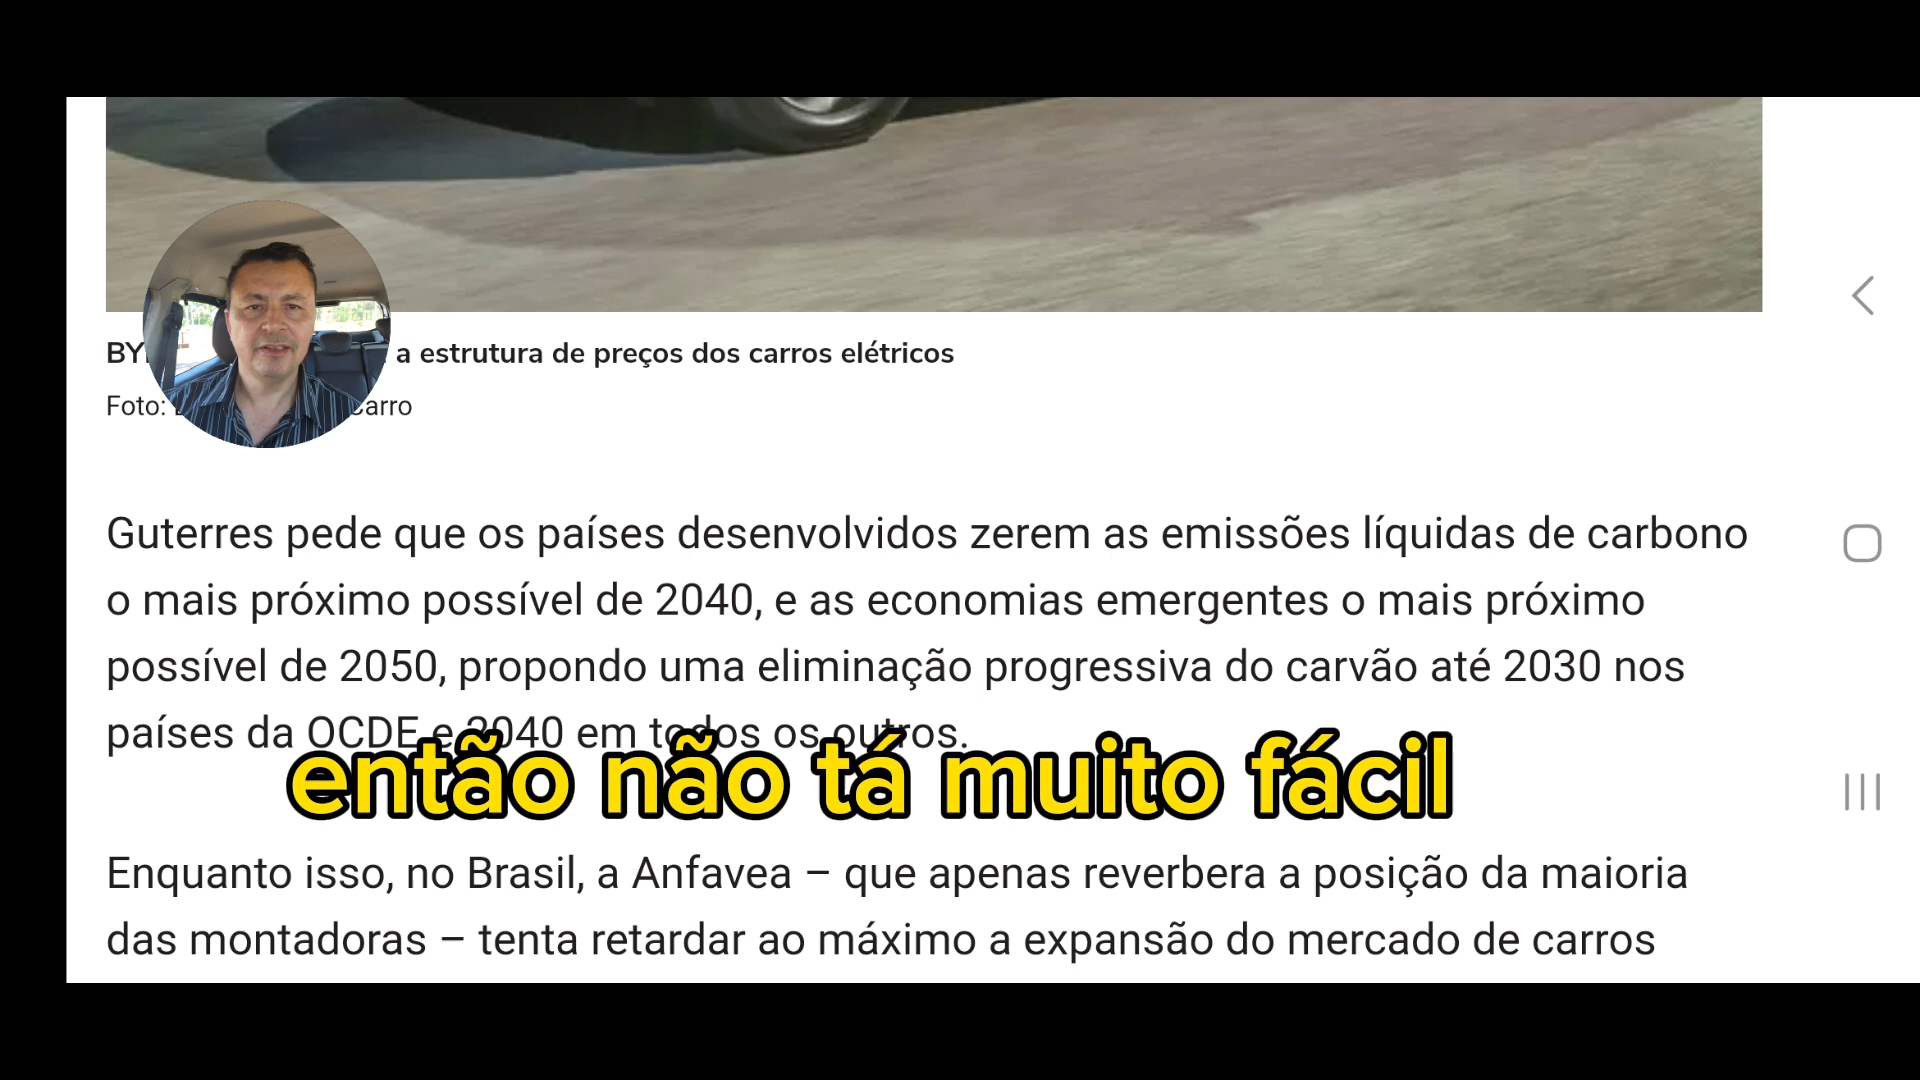 a estrutura de preços dos carros elétricos
Foto:
Guterres pede que os países desenvolvidos zerem as emissões líquidas de carbono
o mais próximo possível de 2040, e as economias emergentes o mais próximo
possível de 2050, propondo uma eliminação progressiva do carvão até 2030 nos
países da OCDE e 2040 em todos os outros.
então não tá muito fácil
Enquanto isso, no Brasil, a Anfavea – que apenas reverbera a posição da maioria
das montadoras – tenta retardar ao máximo a expansão do mercado de carros